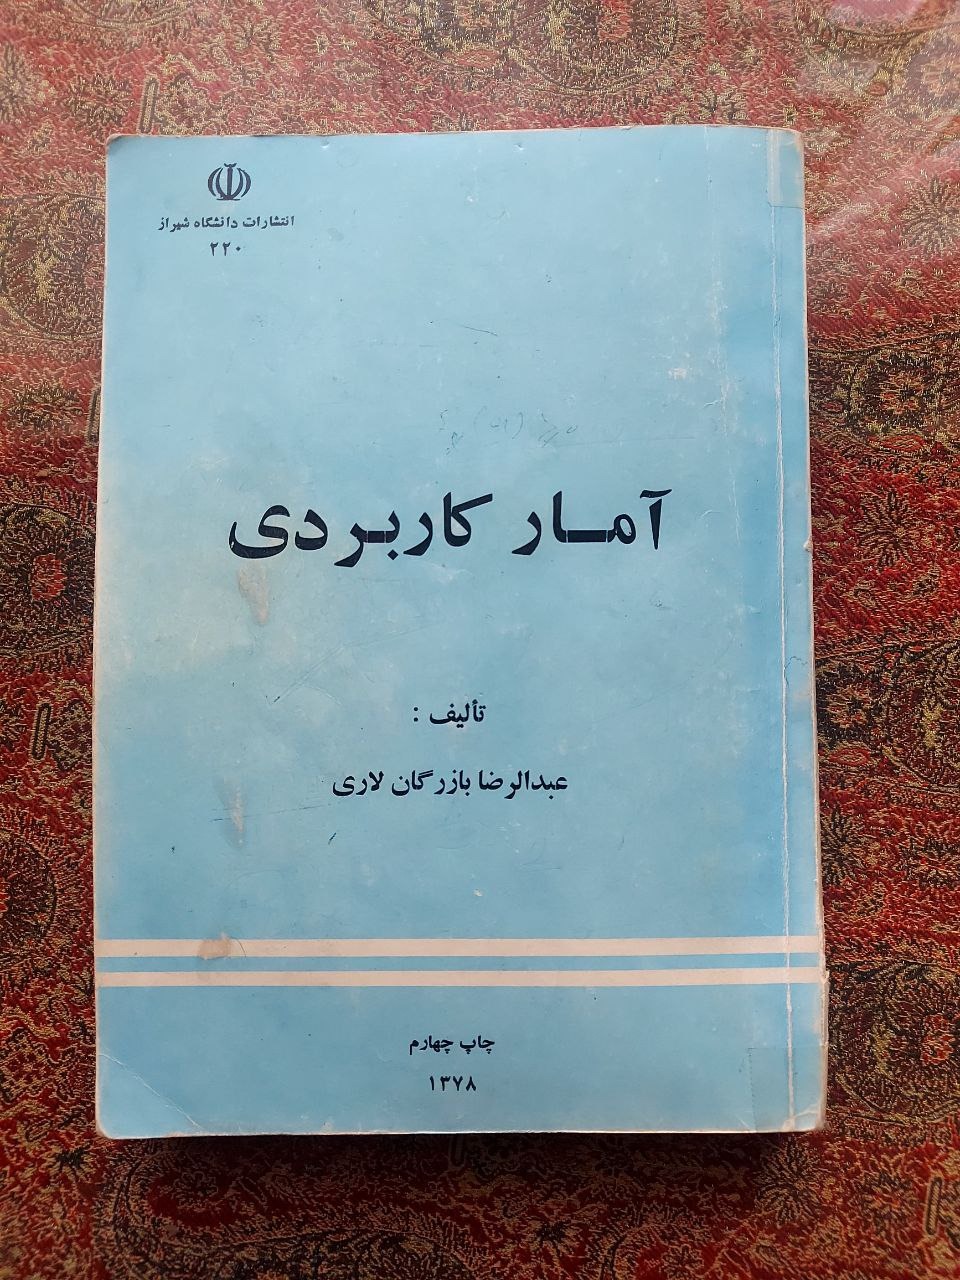 انتشارات دانشگاه شیراز
۲۲۰
آمار کاربردی
تألیف :
عبدالرضا بازرگان لاری
چاپ چهارم
۱۳۷۸